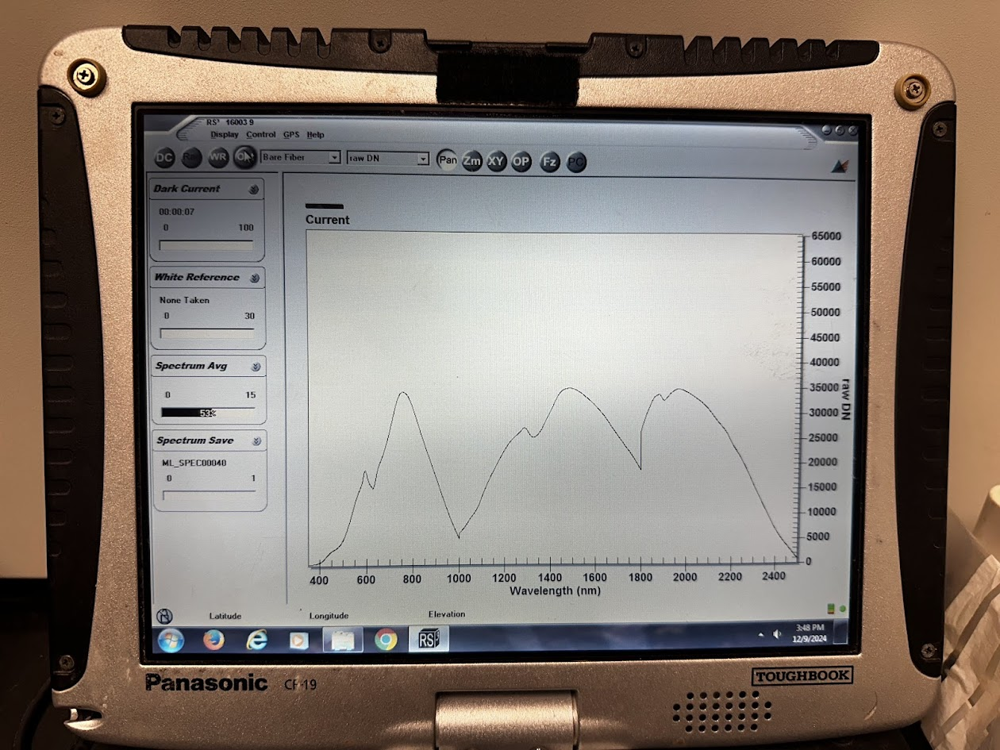 RS³ 16003 9
Display Control GPS Help
DC WR Bare Fiber raw DN Pan Zm XY OP Fz PC
Dark Current
00:00:07
0 100
White Reference
None Taken
0 30
Spectrum Avg
0 15
53%
Spectrum Save
ML_SPEC00040
0 1
Current
65000
60000
55000
50000
45000
40000
35000
30000
25000
20000
15000
10000
5000
0
raw DN
400 600 800 1000 1200 1400 1600 1800 2000 2200 2400
Wavelength (nm)
N Latitude Longitude Elevation
RS³
3:48 PM
12/9/2024
Panasonic CF-19
TOUGHBOOK